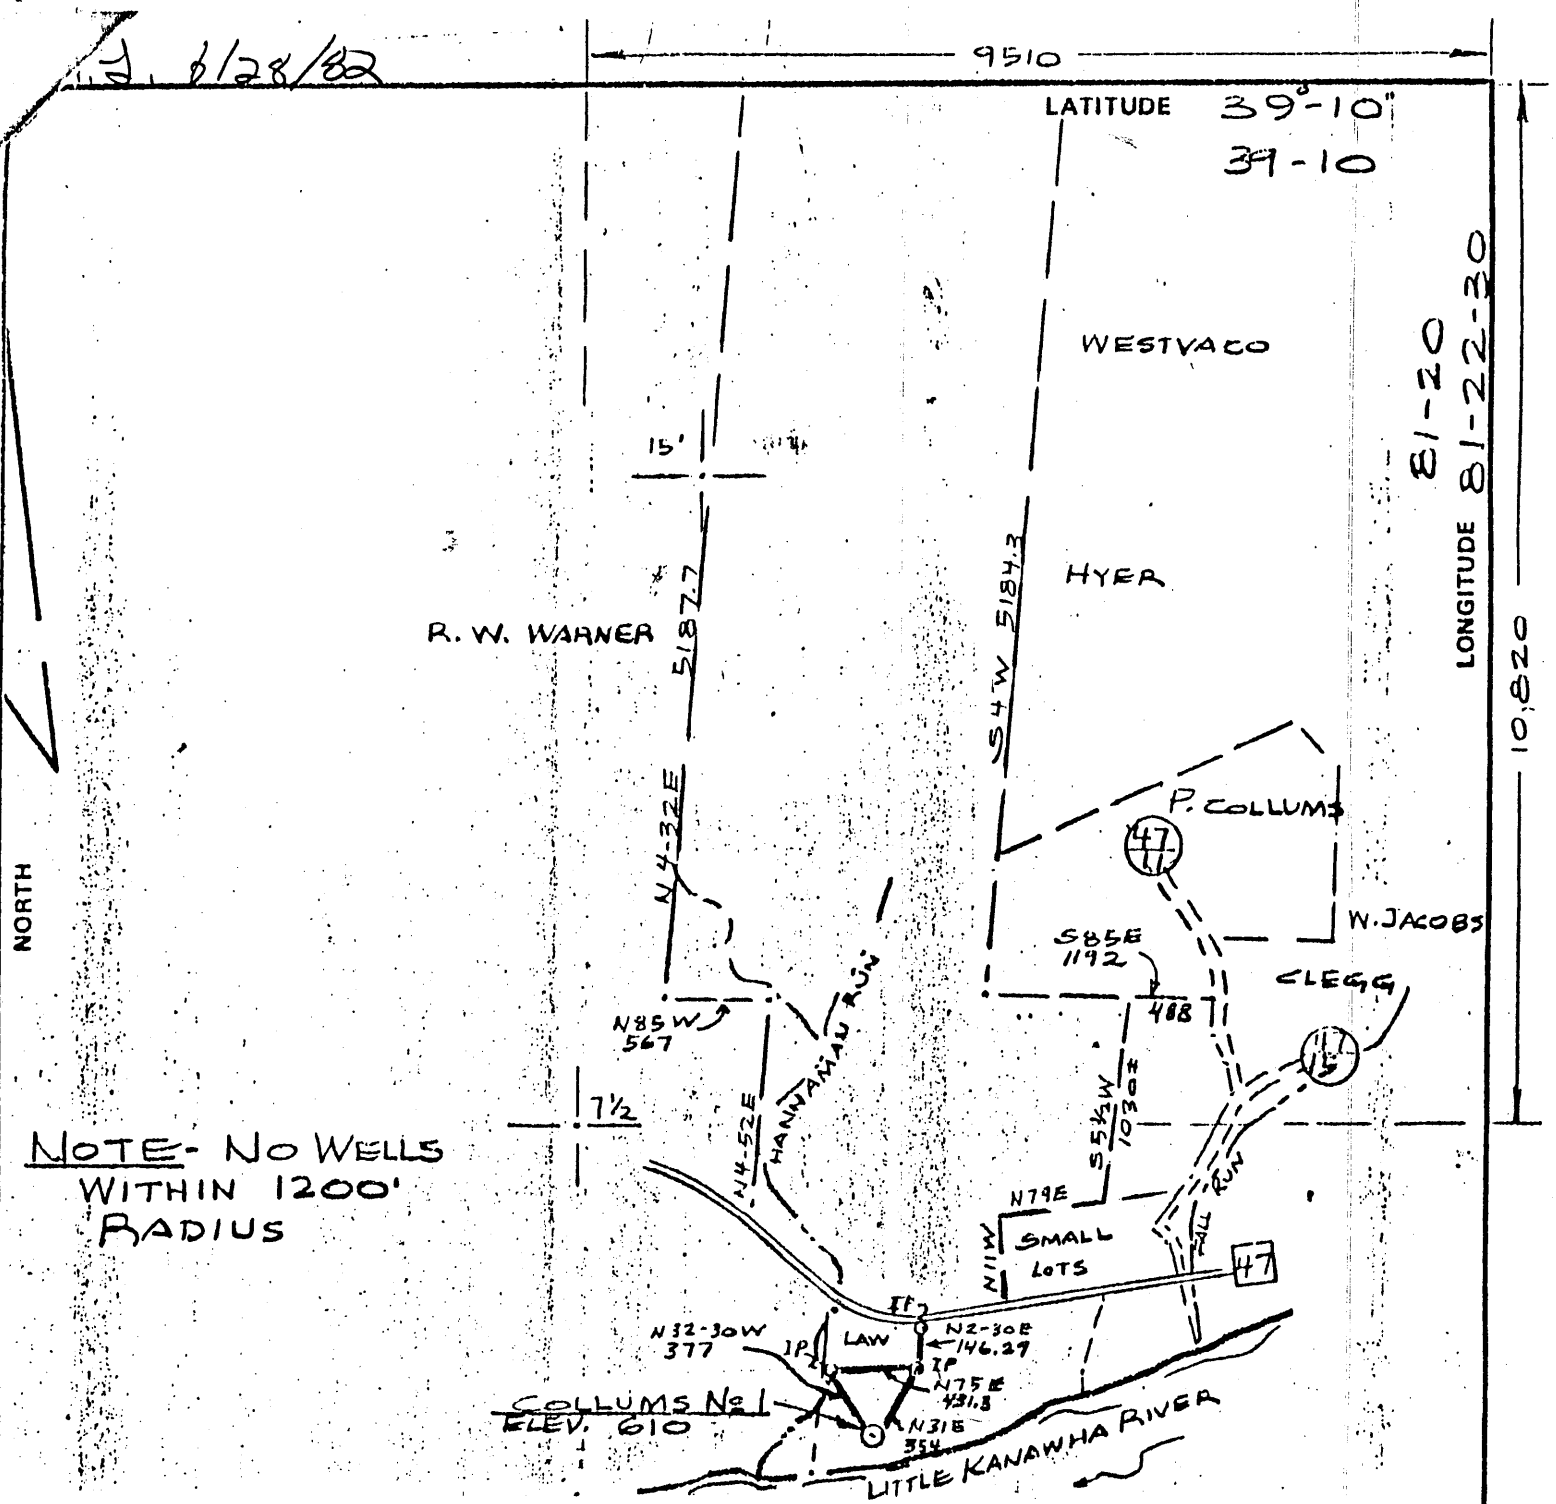 6/28/82
9510
LATITUDE 39°-10"
39-10
81-20
LONGITUDE 81-22-30
10,820
WESTVACO
15'
HYER
S4W 5184.3
R. W. WARNER
5187.7
N 4-32E
P. COLLUMS
47
11
NORTH
W. JACOBS
S85E
1192
CLEGG
488
N85W
567
HANNAMAN RUN
7½
N4-52E
S5½W
1030±
NOTE- NO WELLS
WITHIN 1200'
RADIUS
N79E
RUN
N11W
SMALL
LOTS
47
IP
N32-30W
377
LAW
N2-30E
146.29
IP
IP
N75E
431.8
COLLUMS No 1
ELEV. 610
N31E
354
LITTLE KANAWHA RIVER